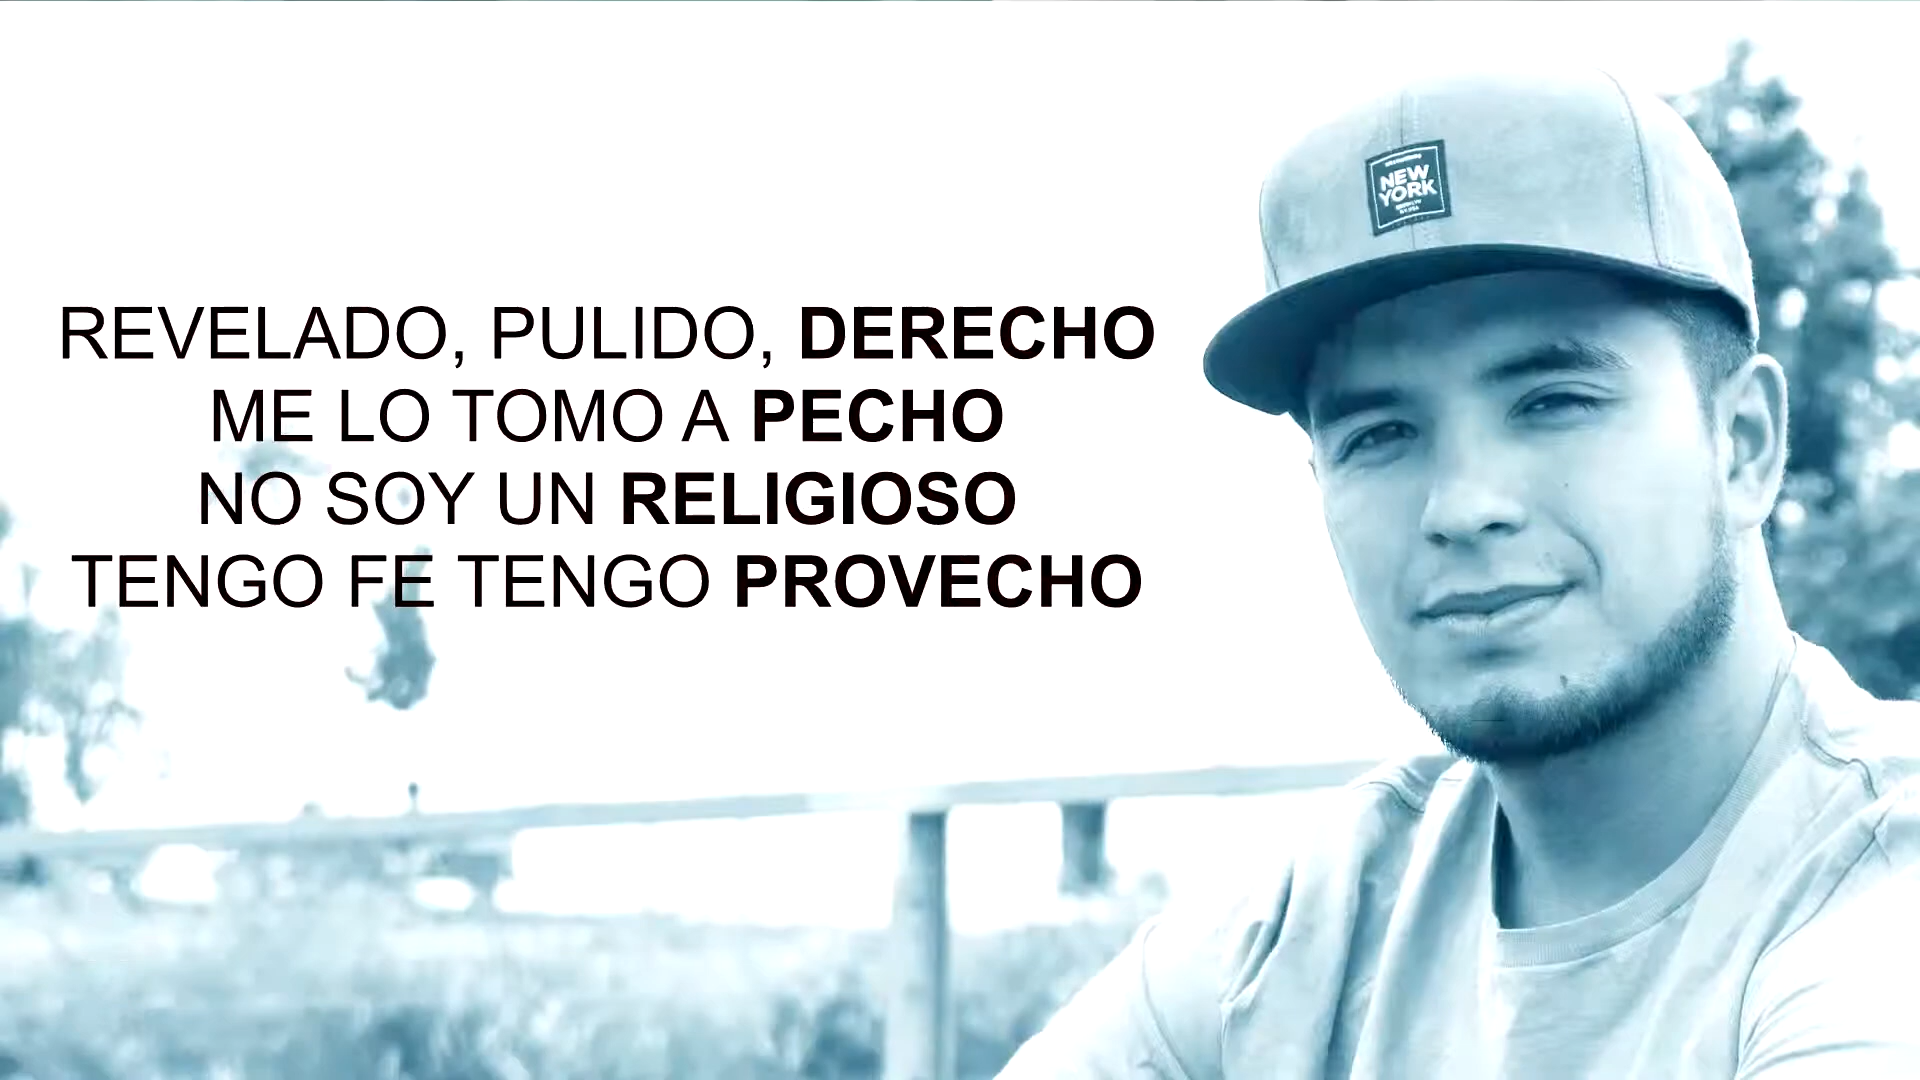 REVELADO, PULIDO, DERECHO
ME LO TOMO A PECHO
NO SOY UN RELIGIOSO
TENGO FE TENGO PROVECHO
NEW
YORK